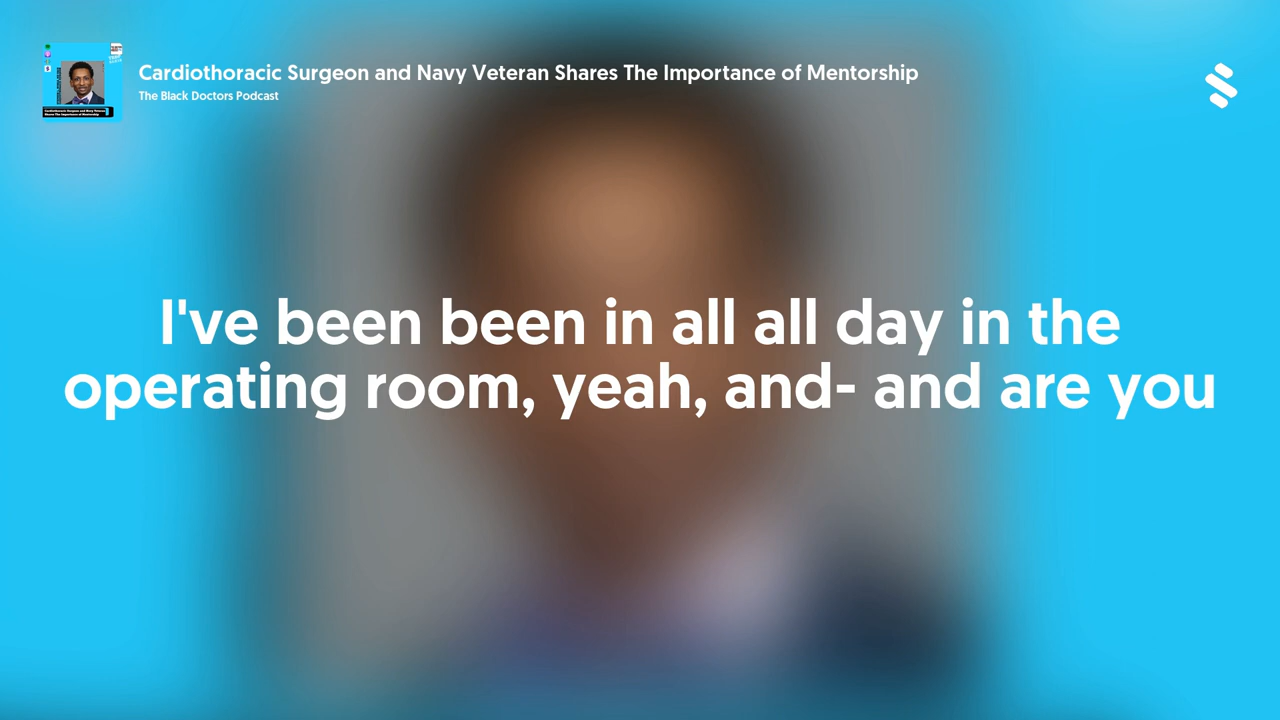 Cardiothoracic Surgeon and Navy Veteran Shares The Importance of Mentorship
The Black Doctors Podcast
I've been been in all all day in the
operating room, yeah, and- and are you